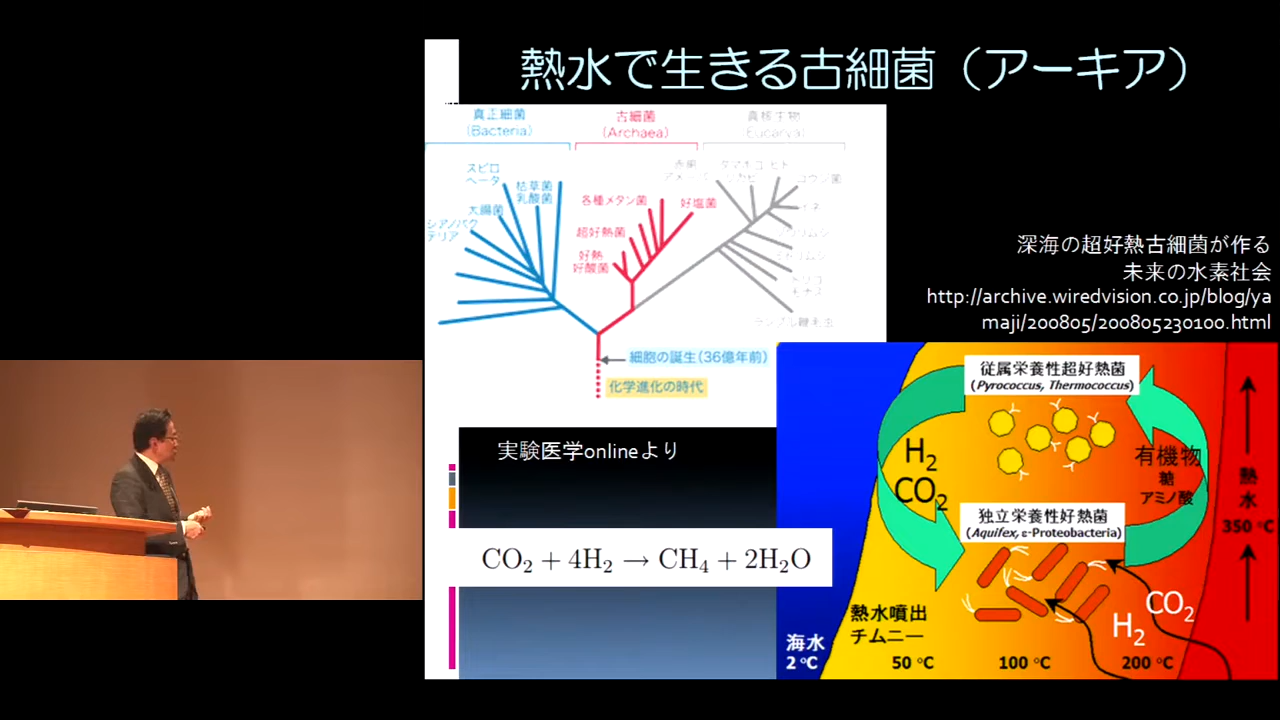 熱水で生きる古細菌（アーキア）
真正細菌
(Bacteria)
古細菌
(Archaea)
真核生物
(Eucarya)
スピロ
ヘータ
枯草菌
乳酸菌
大腸菌
シアノバク
テリア
各種メタン菌
好塩菌
超好熱菌
好熱
好酸菌
細胞の誕生(36億年前)
化学進化の時代
実験医学onlineより
深海の超好熱古細菌が作る
未来の水素社会
http://archive.wiredvision.co.jp/blog/ya
maji/200805/200805230100.html
CO2 + 4H2 → CH4 + 2H2O
従属栄養性超好熱菌
(Pyrococcus, Thermococcus)
H2
CO2
有機物
糖
アミノ酸
独立栄養性好熱菌
(Aquifex, ε-Proteobacteria)
熱
水
350 °C
熱水噴出
チムニー
H2
CO2
海水
2 °C
50 °C
100 °C
200 °C